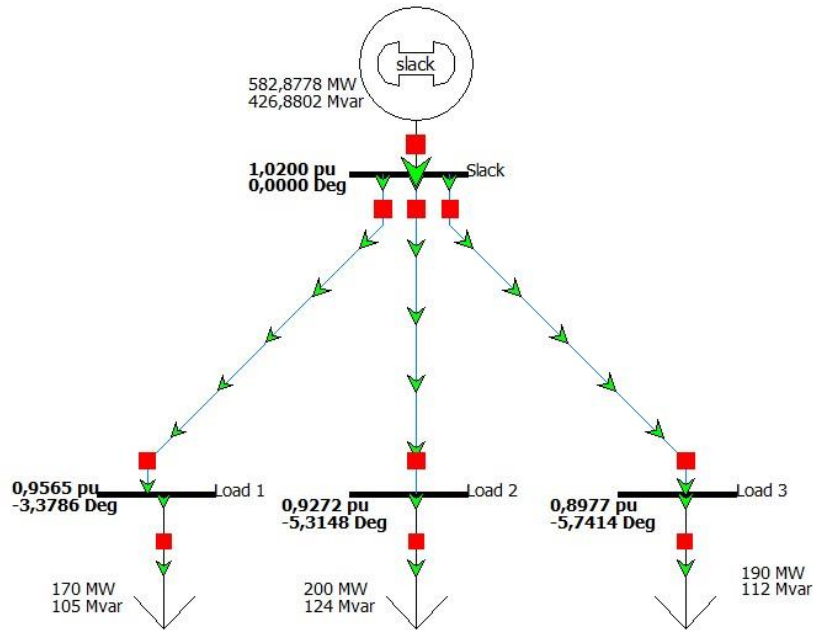 slack
582,8778 MW
426,8802 Mvar
1,0200 pu
Slack
0,0000 Deg
0,9565 pu
Load 1
-3,3786 Deg
0,9272 pu
Load 2
-5,3148 Deg
0,8977 pu
Load 3
-5,7414 Deg
170 MW
105 Mvar
200 MW
124 Mvar
190 MW
112 Mvar